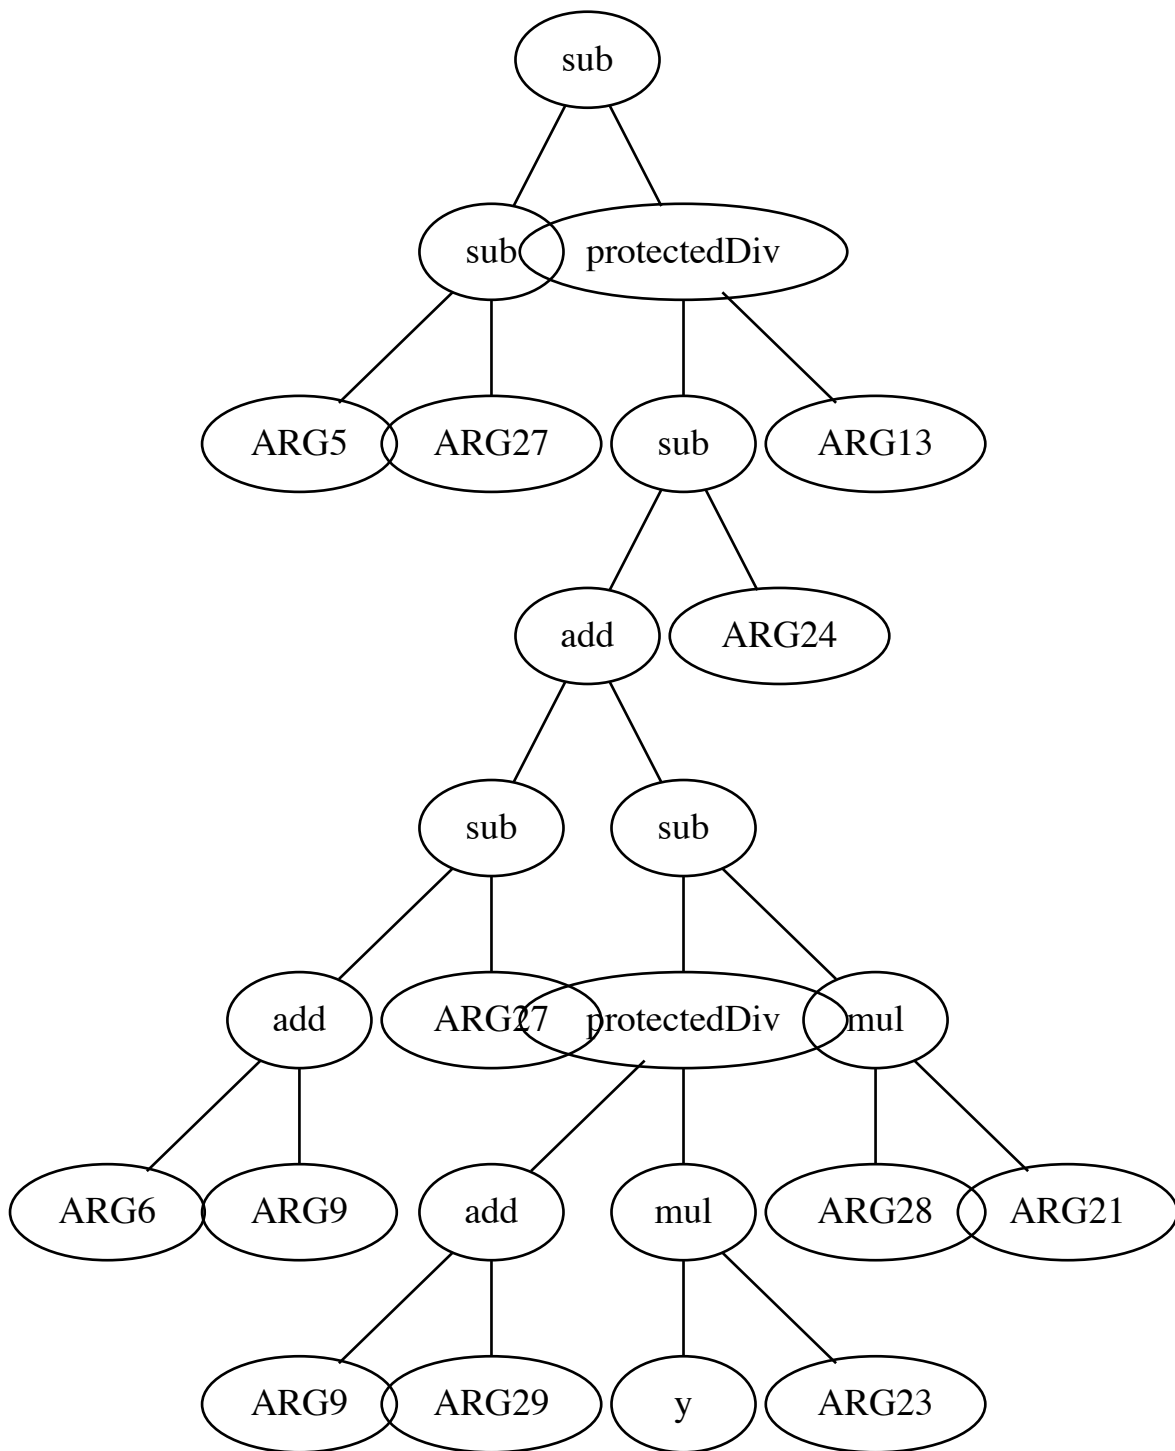 sub
sub protectedDiv
ARG5 ARG27 sub ARG13
add ARG24
sub sub
add ARG27 protectedDiv mul
ARG6 ARG9 add mul ARG28 ARG21
ARG9 ARG29 y ARG23